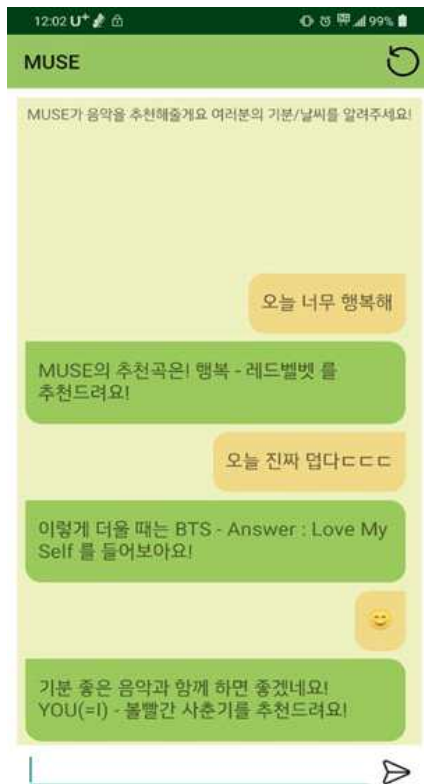 12:02 U+ 99%
MUSE
MUSE가 음악을 추천해줄게요 여러분의 기분/날씨를 알려주세요!
오늘 너무 행복해
MUSE의 추천곡은! 행복 - 레드벨벳 를
추천드려요!
오늘 진짜 덥다ㄷㄷㄷ
이렇게 더울 때는 BTS - Answer : Love My
Self 를 들어보아요!
😊
기분 좋은 음악과 함께 하면 좋겠네요!
YOU(=I) - 볼빨간 사춘기를 추천드려요!